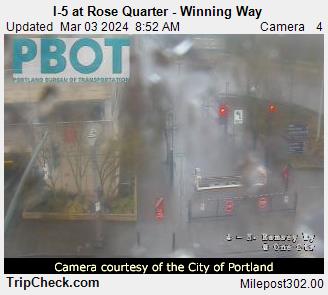 I-5 at Rose Quarter - Winning Way
Updated Mar 03 2024 8:52 AM Camera 4
PBOT
PORTLAND BUREAU OF TRANSPORTATION
Camera courtesy of the City of Portland
TripCheck.com Milepost302.00